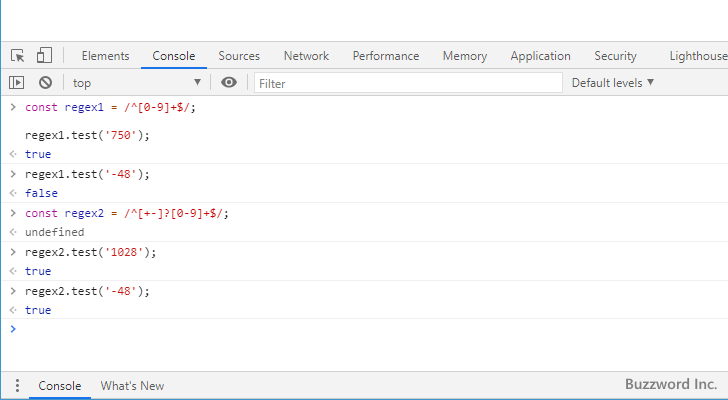 Elements Console Sources Network Performance Memory Application Security Lighthouse
top Filter Default levels
const regex1 = /^[0-9]+$/;
regex1.test('750');
true
regex1.test('-48');
false
const regex2 = /^[+-]?[0-9]+$/;
undefined
regex2.test('1028');
true
regex2.test('-48');
true
Console What's New
Buzzword Inc.